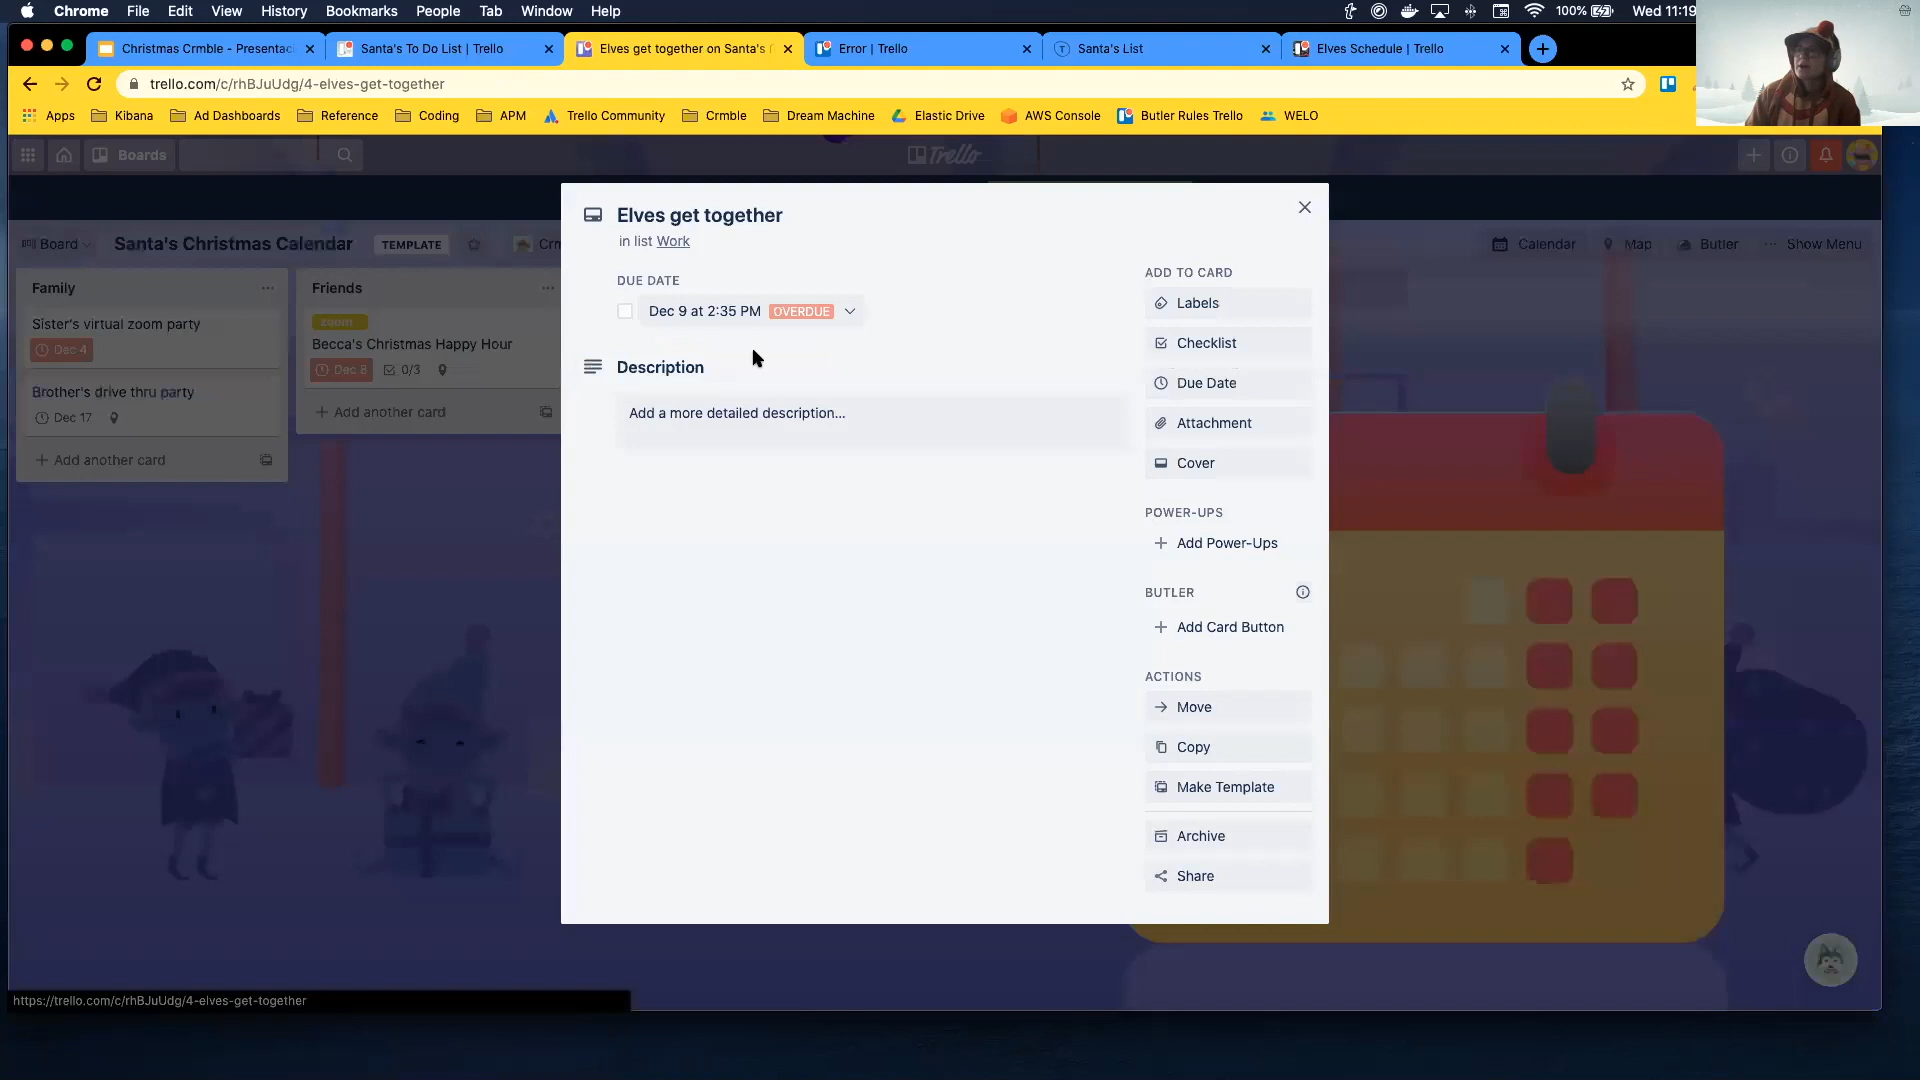 Chrome File Edit View History Bookmarks People Tab Window Help 100% Wed 11:19
Christmas Crmble - Presentac Santa's To Do List | Trello Elves get together on Santa's Error | Trello Santa's List Elves Schedule | Trello
trello.com/c/rhBJuUdg/4-elves-get-together
Apps Kibana Ad Dashboards Reference Coding APM Trello Community Crmble Dream Machine Elastic Drive AWS Console Butler Rules Trello WELO
Boards Trello
Board Santa's Christmas Calendar TEMPLATE Crm Calendar Map Butler Show Menu
Family
Sister's virtual zoom party
Dec 4
Brother's drive thru party
Dec 17
+ Add another card
Friends
zoom
Becca's Christmas Happy Hour
Dec 8 0/3
+ Add another card
Elves get together
in list Work
DUE DATE
Dec 9 at 2:35 PM OVERDUE
Description
Add a more detailed description...
ADD TO CARD
Labels
Checklist
Due Date
Attachment
Cover
POWER-UPS
+ Add Power-Ups
BUTLER
+ Add Card Button
ACTIONS
Move
Copy
Make Template
Archive
Share
https://trello.com/c/rhBJuUdg/4-elves-get-together